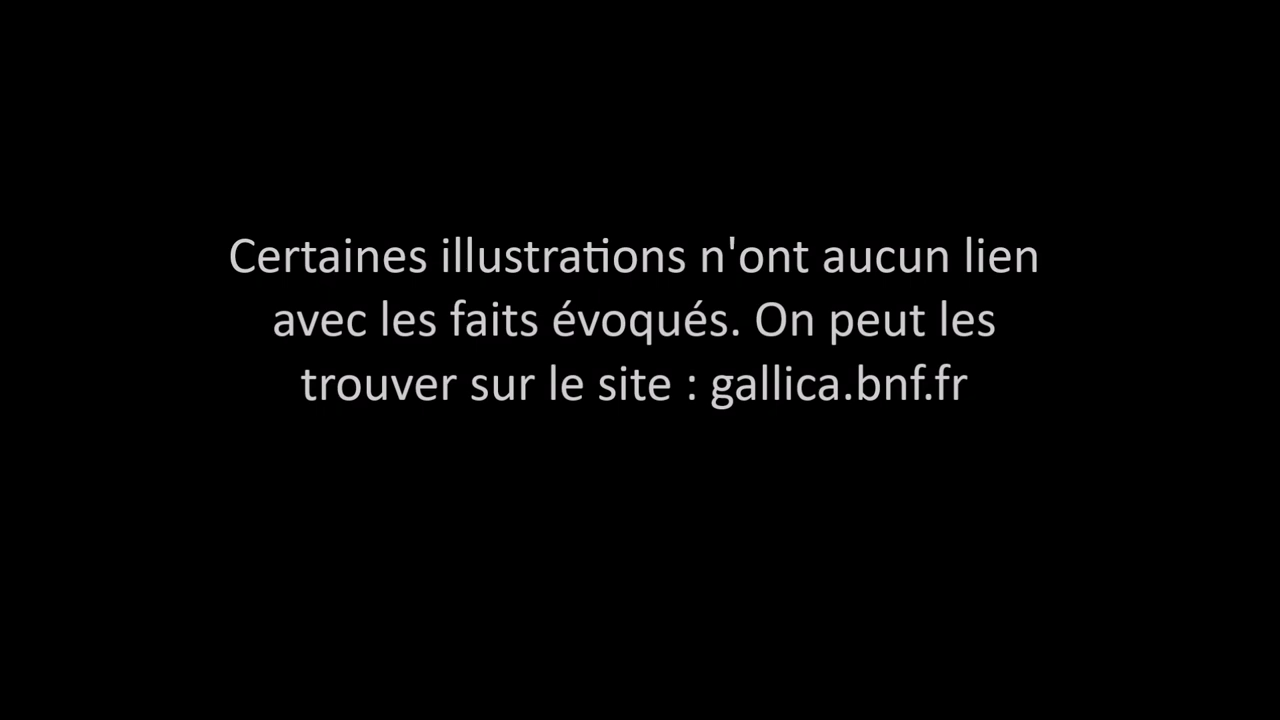 Certaines illustrations n'ont aucun lien
avec les faits évoqués. On peut les
trouver sur le site : gallica.bnf.fr